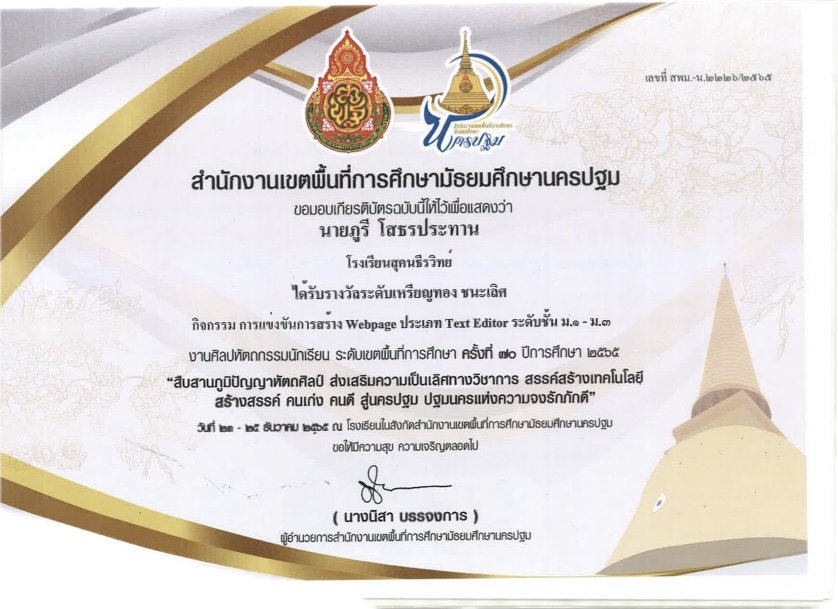 เลขที่ สพม.-น.๒๒๒๖/๒๕๖๕
สำนักงานเขตพื้นที่การศึกษา
มัธยมศึกษา
นครปฐม
สำนักงานเขตพื้นที่การศึกษามัธยมศึกษานครปฐม
ขอมอบเกียรติบัตรฉบับนี้ให้ไว้เพื่อแสดงว่า
นายภูรี โสธรประทาน
โรงเรียนสุคนธีรวิทย์
ได้รับรางวัลระดับเหรียญทอง ชนะเลิศ
กิจกรรม การแข่งขันการสร้าง Webpage ประเภท Text Editor ระดับชั้น ม.๑ - ม.๓
งานศิลปหัตถกรรมนักเรียน ระดับเขตพื้นที่การศึกษา ครั้งที่ ๗๐ ปีการศึกษา ๒๕๖๕
“สืบสานภูมิปัญญาหัตถศิลป์ ส่งเสริมความเป็นเลิศทางวิชาการ สรรค์สร้างเทคโนโลยี
สร้างสรรค์ คนเก่ง คนดี สู่นครปฐม ปฐมนครแห่งความจงรักภักดี”
วันที่ ๒๓ - ๒๕ ธันวาคม ๒๕๖๕ ณ โรงเรียนในสังกัดสำนักงานเขตพื้นที่การศึกษามัธยมศึกษานครปฐม
ขอให้มีความสุข ความเจริญตลอดไป
( นางนิสา บรรจงการ )
ผู้อำนวยการสำนักงานเขตพื้นที่การศึกษามัธยมศึกษานครปฐม